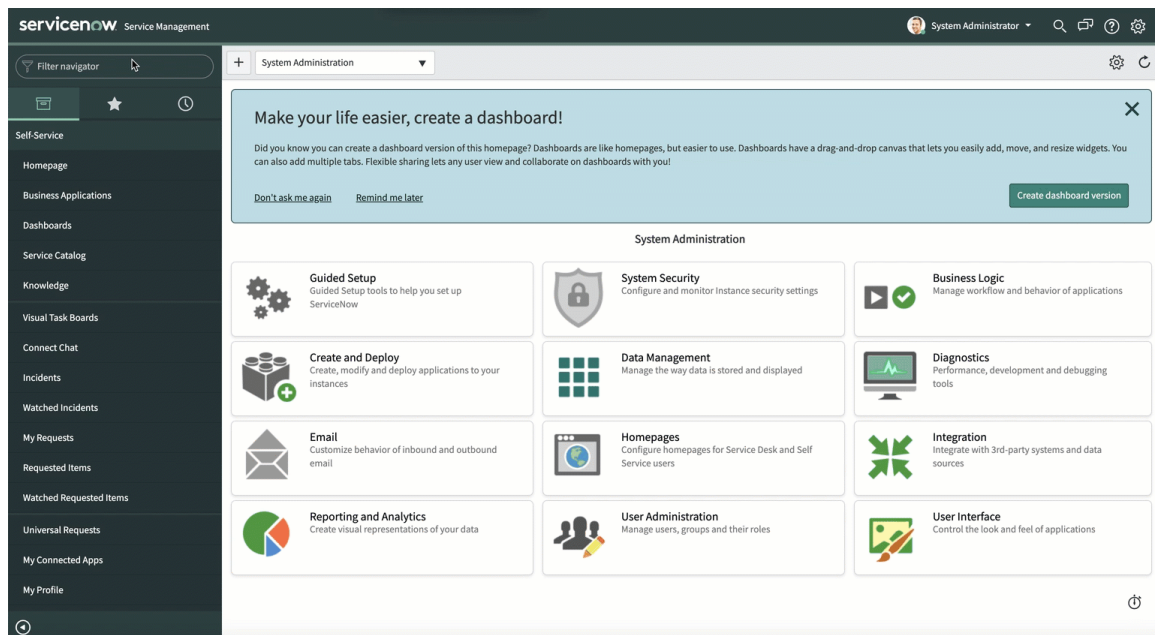 servicenow Service Management
System Administrator
Filter navigator
System Administration
Self-Service
Homepage
Business Applications
Dashboards
Service Catalog
Knowledge
Visual Task Boards
Connect Chat
Incidents
Watched Incidents
My Requests
Requested Items
Watched Requested Items
Universal Requests
My Connected Apps
My Profile
Make your life easier, create a dashboard!
Did you know you can create a dashboard version of this homepage? Dashboards are like homepages, but easier to use. Dashboards have a drag-and-drop canvas that lets you easily add, move, and resize widgets. You
can also add multiple tabs. Flexible sharing lets any user view and collaborate on dashboards with you!
Don't ask me again
Remind me later
Create dashboard version
System Administration
Guided Setup
Guided Setup tools to help you set up
ServiceNow
System Security
Configure and monitor Instance security settings
Business Logic
Manage workflow and behavior of applications
Create and Deploy
Create, modify and deploy applications to your
instances
Data Management
Manage the way data is stored and displayed
Diagnostics
Performance, development and debugging
tools
Email
Customize behavior of inbound and outbound
email
Homepages
Configure homepages for Service Desk and Self
Service users
Integration
Integrate with 3rd-party systems and data
sources
Reporting and Analytics
Create visual representations of your data
User Administration
Manage users, groups and their roles
User Interface
Control the look and feel of applications